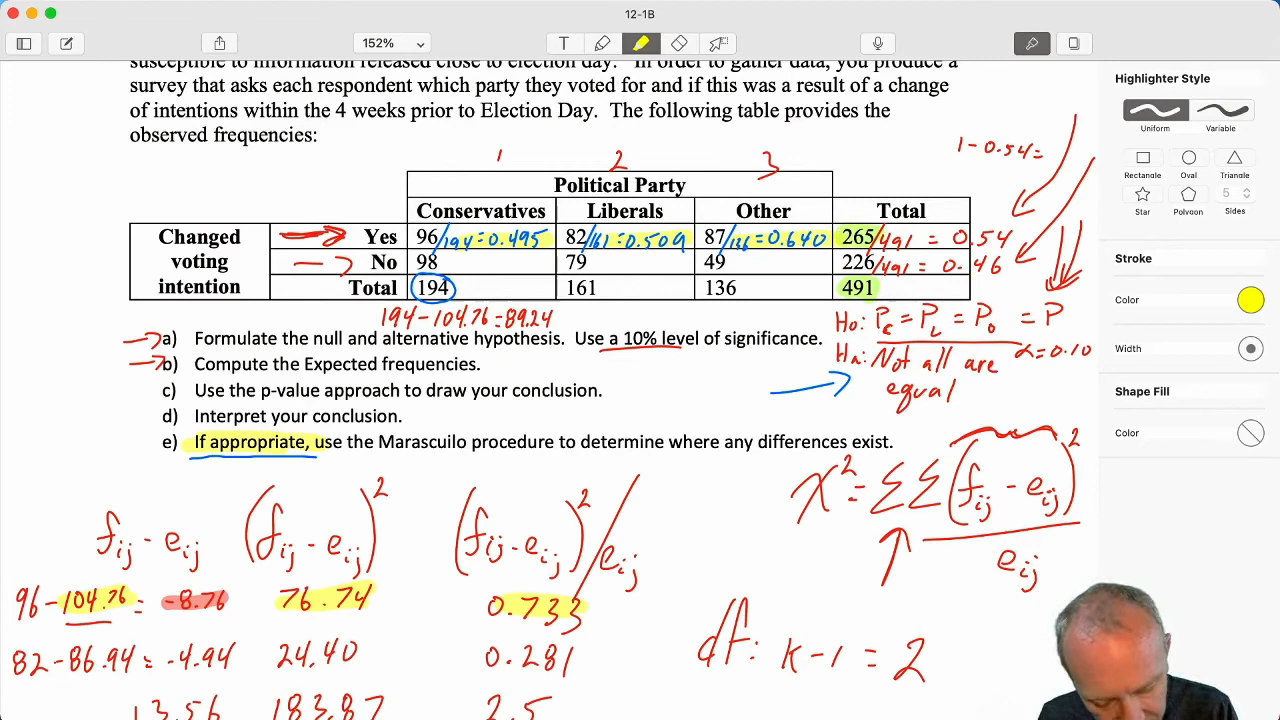 12-1B
152%
T
susceptible to information released close to election day. In order to gather data, you produce a
survey that asks each respondent which party they voted for and if this was a result of a change
of intentions within the 4 weeks prior to Election Day. The following table provides the
observed frequencies:
1 - 0.54 =
1 2 3
Political Party
Conservatives Liberals Other Total
Changed voting intention
Yes 96/194 = 0.495 82/161 = 0.509 87/136 = 0.640 265/491 = 0.54
No 98 79 49 226/491 = 0.46
Total 194 161 136 491
194 - 104.76 = 89.24
a) Formulate the null and alternative hypothesis. Use a 10% level of significance.
b) Compute the Expected frequencies.
c) Use the p-value approach to draw your conclusion.
d) Interpret your conclusion.
e) If appropriate, use the Marascuilo procedure to determine where any differences exist.
Ho: Pc = PL = Po = P
Ha: Not all are equal
α = 0.10
χ² = ΣΣ (fij - eij)² / eij
fij - eij (fij - eij)² (fij - eij)² / eij
96 - 104.76 = -8.76 76.74 0.733
82 - 86.94 = -4.94 24.40 0.281
13.56 183.87 2.5
df: k - 1 = 2
Highlighter Style
Uniform Variable
Rectangle Oval Triangle
Star Polygon 5 Sides
Stroke
Color
Width
Shape Fill
Color